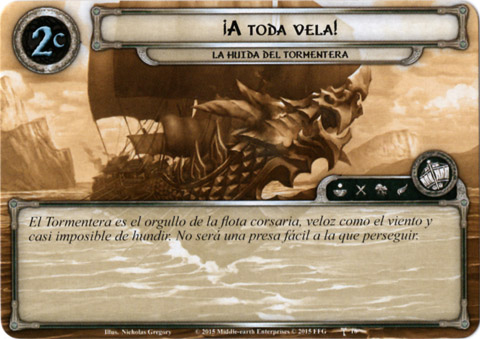 2C
¡A TODA VELA!
LA HUIDA DEL TORMENTERA
El Tormentera es el orgullo de la flota corsaria, veloz como el viento y
casi imposible de hundir. No será una presa fácil a la que perseguir.
Illus. Nicholas Gregory © 2015 Middle-earth Enterprises © 2015 FFG